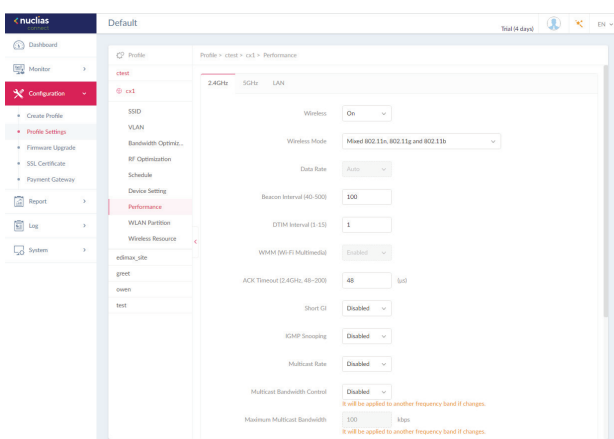 nuclias
connect
Default
Trial (4 days)
EN
Dashboard
Monitor
Configuration
Create Profile
Profile Settings
Firmware Upgrade
SSL Certificate
Payment Gateway
Report
Log
System
Profile
ctest
cx1
SSID
VLAN
Bandwidth Optimiz...
RF Optimization
Schedule
Device Setting
Performance
WLAN Partition
Wireless Resource
edimax_site
greet
owen
test
Profile > ctest > cx1 > Performance
2.4GHz 5GHz LAN
Wireless On
Wireless Mode Mixed 802.11n, 802.11g and 802.11b
Data Rate Auto
Beacon Interval (40-500) 100
DTIM Interval (1-15) 1
WMM (Wi-Fi Multimedia) Enabled
ACK Timeout (2.4GHz, 48~200) 48 (μs)
Short GI Disabled
IGMP Snooping Disabled
Multicast Rate Disabled
Multicast Bandwidth Control Disabled
It will be applied to another frequency band if changes.
Maximum Multicast Bandwidth 100 kbps
It will be applied to another frequency band if changes.